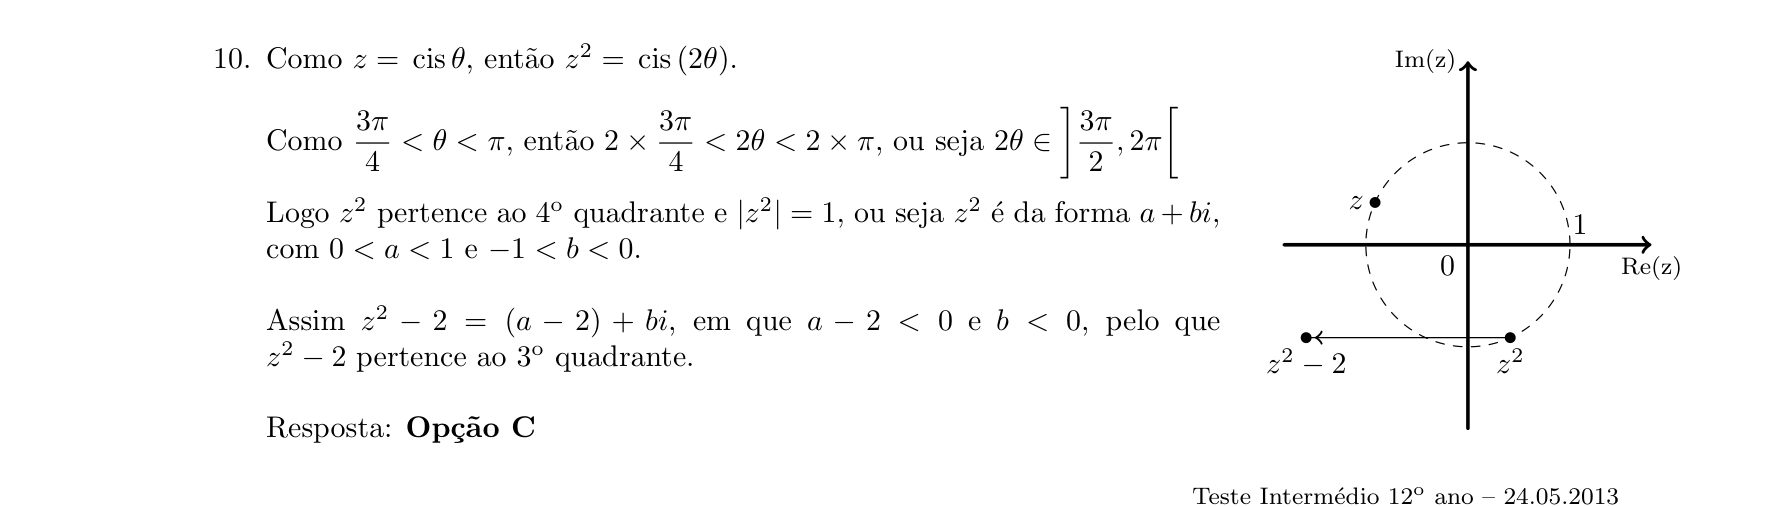 10. Como z = cis θ, então z² = cis (2θ).
Como 3π/4 < θ < π, então 2 × 3π/4 < 2θ < 2 × π, ou seja 2θ ∈ ]3π/2, 2π[
Logo z² pertence ao 4º quadrante e |z²| = 1, ou seja z² é da forma a + bi,
com 0 < a < 1 e −1 < b < 0.
Assim z² − 2 = (a − 2) + bi, em que a − 2 < 0 e b < 0, pelo que
z² − 2 pertence ao 3º quadrante.
Resposta: Opção C
Im(z)
z
1
0
Re(z)
z² − 2
z²
Teste Intermédio 12º ano – 24.05.2013